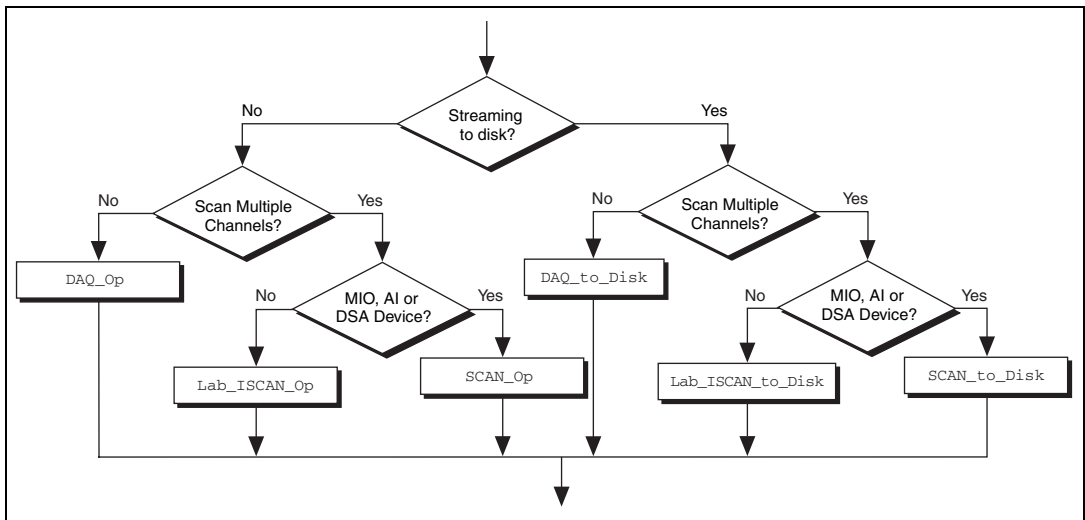 Streaming
to disk?
No
Yes
Scan Multiple
Channels?
No
Yes
Scan Multiple
Channels?
No
Yes
DAQ_Op
MIO, AI or
DSA Device?
No
Yes
DAQ_to_Disk
MIO, AI or
DSA Device?
No
Yes
Lab_ISCAN_Op
SCAN_Op
Lab_ISCAN_to_Disk
SCAN_to_Disk